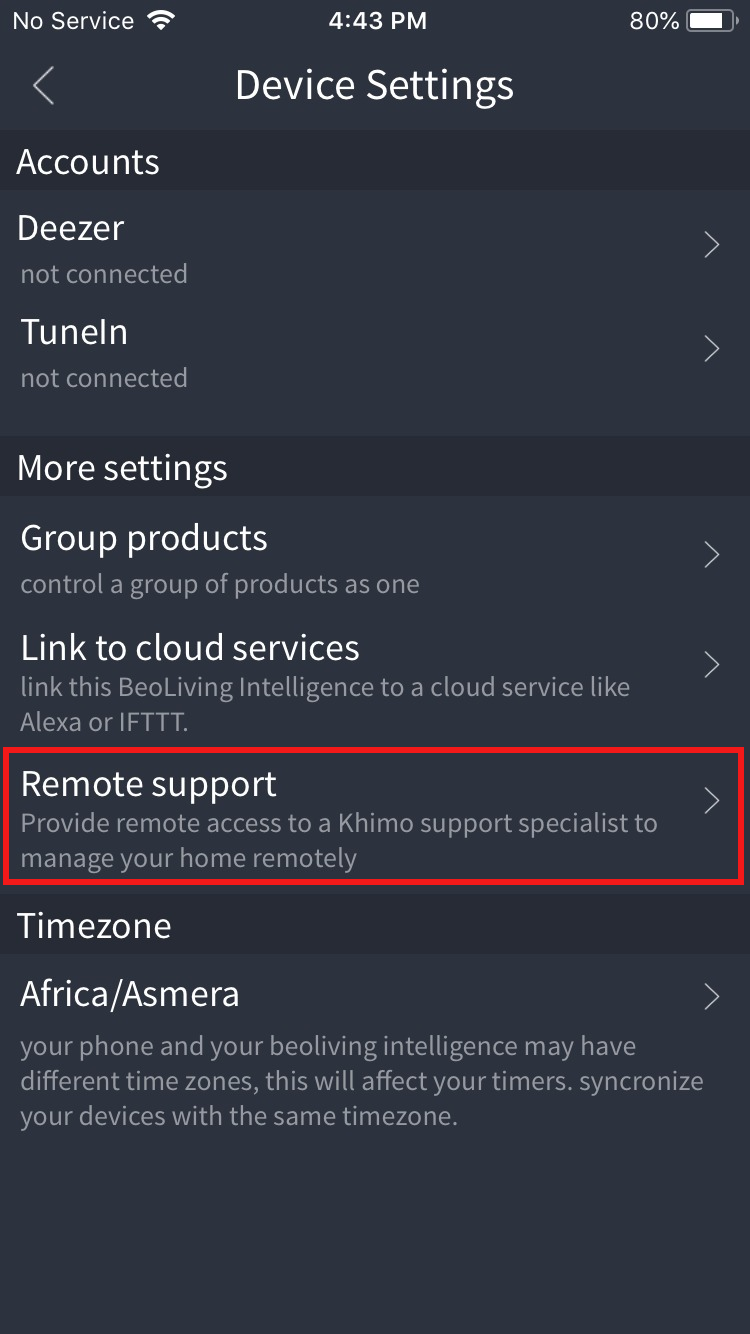 No Service 4:43 PM 80%
Device Settings
Accounts
Deezer
not connected
TuneIn
not connected
More settings
Group products
control a group of products as one
Link to cloud services
link this BeoLiving Intelligence to a cloud service like
Alexa or IFTTT.
Remote support
Provide remote access to a Khimo support specialist to
manage your home remotely
Timezone
Africa/Asmera
your phone and your beoliving intelligence may have
different time zones, this will affect your timers. syncronize
your devices with the same timezone.